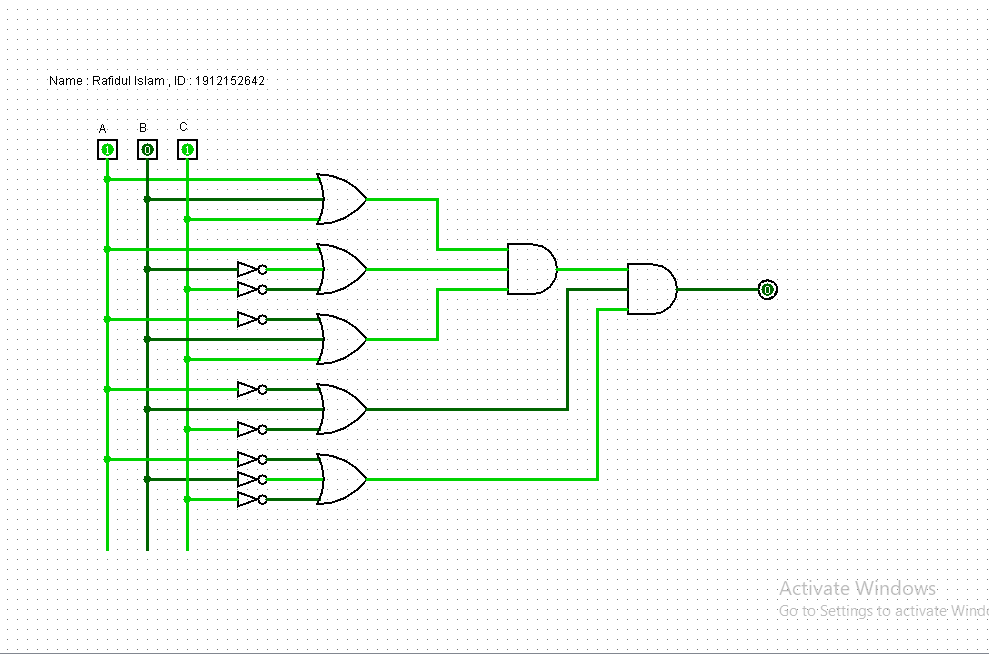 Name : Rafidul Islam , ID : 1912152642
A B C
1 0 1
0
Activate Windows
Go to Settings to activate Windo